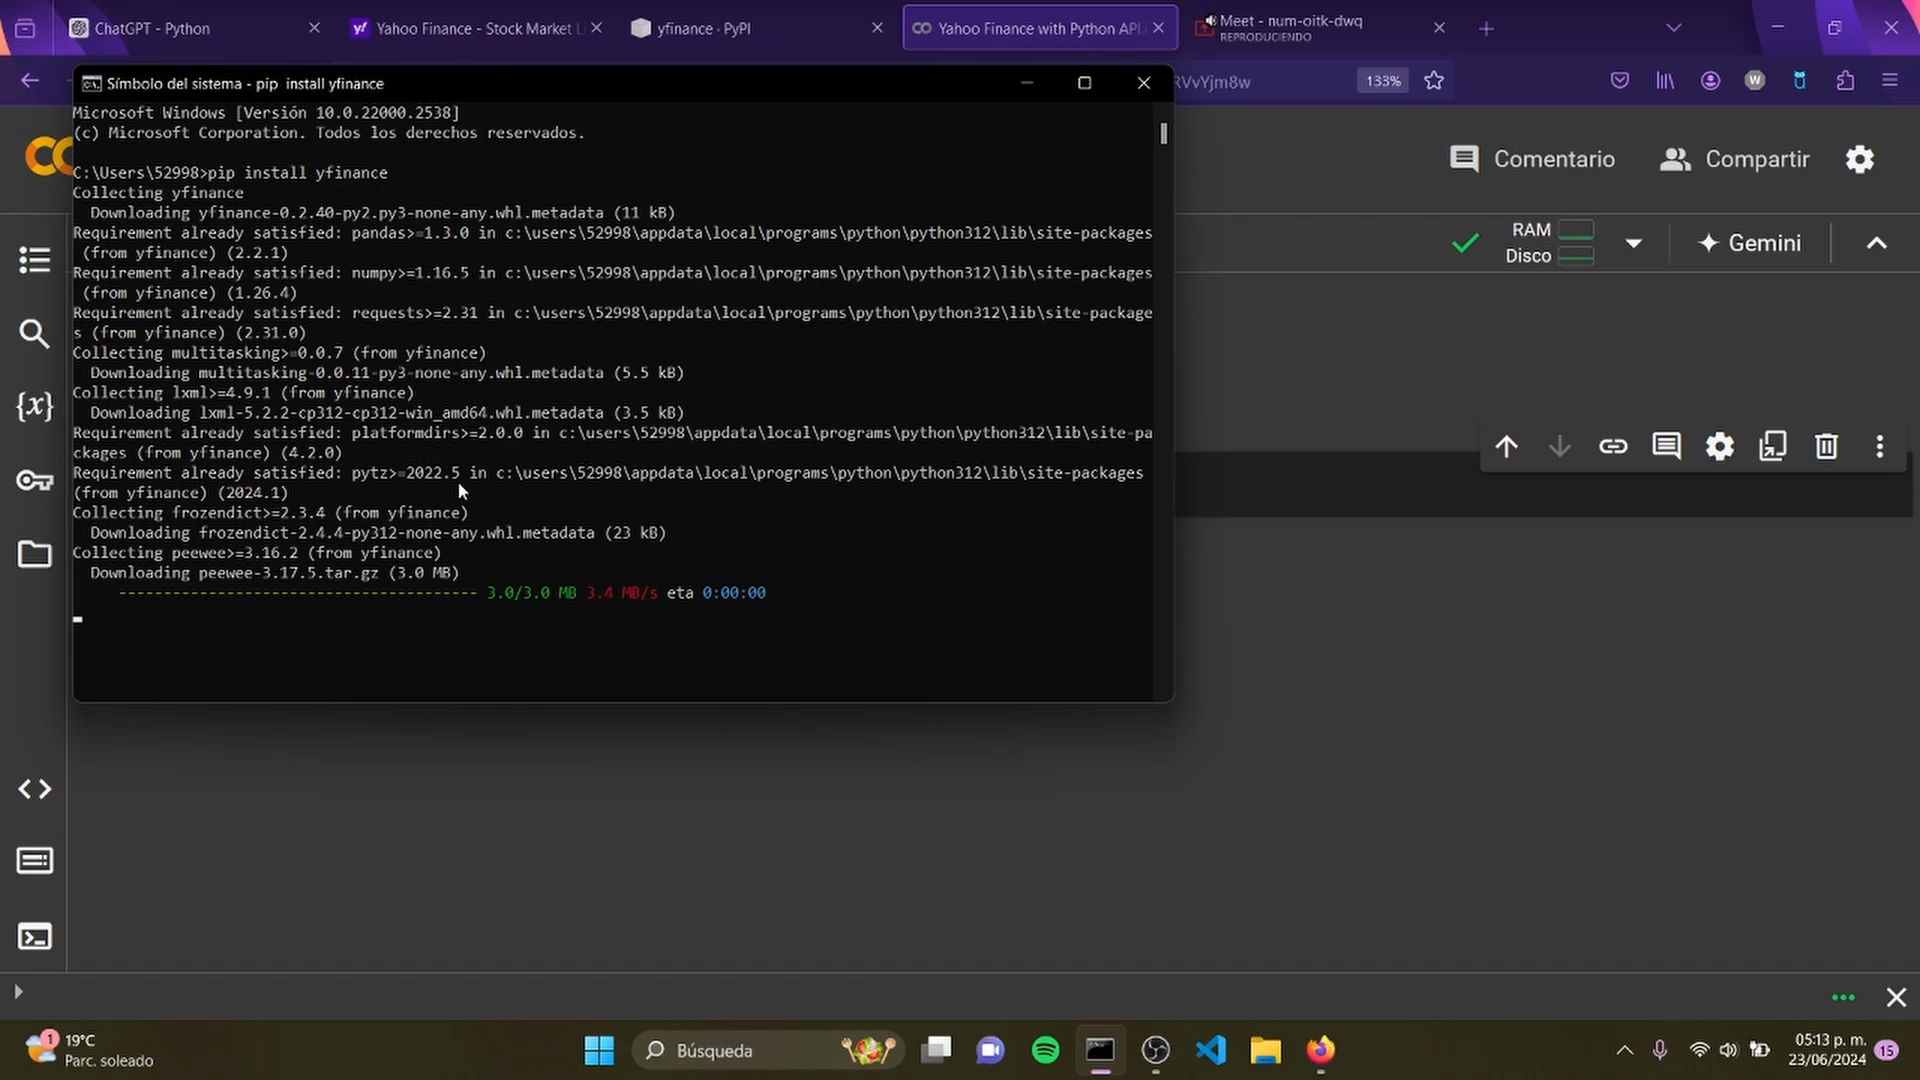 ChatGPT - Python
Yahoo Finance - Stock Market L
yfinance · PyPI
Yahoo Finance with Python API.i
Meet - num-oitk-dwq
REPRODUCIENDO
RVvYjm8w
133%
Símbolo del sistema - pip  install yfinance
Microsoft Windows [Versión 10.0.22000.2538]
(c) Microsoft Corporation. Todos los derechos reservados.
C:\Users\52998>pip install yfinance
Collecting yfinance
Downloading yfinance-0.2.40-py2.py3-none-any.whl.metadata (11 kB)
Requirement already satisfied: pandas>=1.3.0 in c:\users\52998\appdata\local\programs\python\python312\lib\site-packages
(from yfinance) (2.2.1)
Requirement already satisfied: numpy>=1.16.5 in c:\users\52998\appdata\local\programs\python\python312\lib\site-packages
(from yfinance) (1.26.4)
Requirement already satisfied: requests>=2.31 in c:\users\52998\appdata\local\programs\python\python312\lib\site-package
s (from yfinance) (2.31.0)
Collecting multitasking>=0.0.7 (from yfinance)
Downloading multitasking-0.0.11-py3-none-any.whl.metadata (5.5 kB)
Collecting lxml>=4.9.1 (from yfinance)
Downloading lxml-5.2.2-cp312-cp312-win_amd64.whl.metadata (3.5 kB)
Requirement already satisfied: platformdirs>=2.0.0 in c:\users\52998\appdata\local\programs\python\python312\lib\site-pa
ckages (from yfinance) (4.2.0)
Requirement already satisfied: pytz>=2022.5 in c:\users\52998\appdata\local\programs\python\python312\lib\site-packages
(from yfinance) (2024.1)
Collecting frozendict>=2.3.4 (from yfinance)
Downloading frozendict-2.4.4-py312-none-any.whl.metadata (23 kB)
Collecting peewee>=3.16.2 (from yfinance)
Downloading peewee-3.17.5.tar.gz (3.0 MB)
---------------------------------------- 3.0/3.0 MB 3.4 MB/s eta 0:00:00
Comentario
Compartir
RAM
Disco
Gemini
{x}
1
19°C
Parc. soleado
Búsqueda
05:13 p. m.
23/06/2024
15